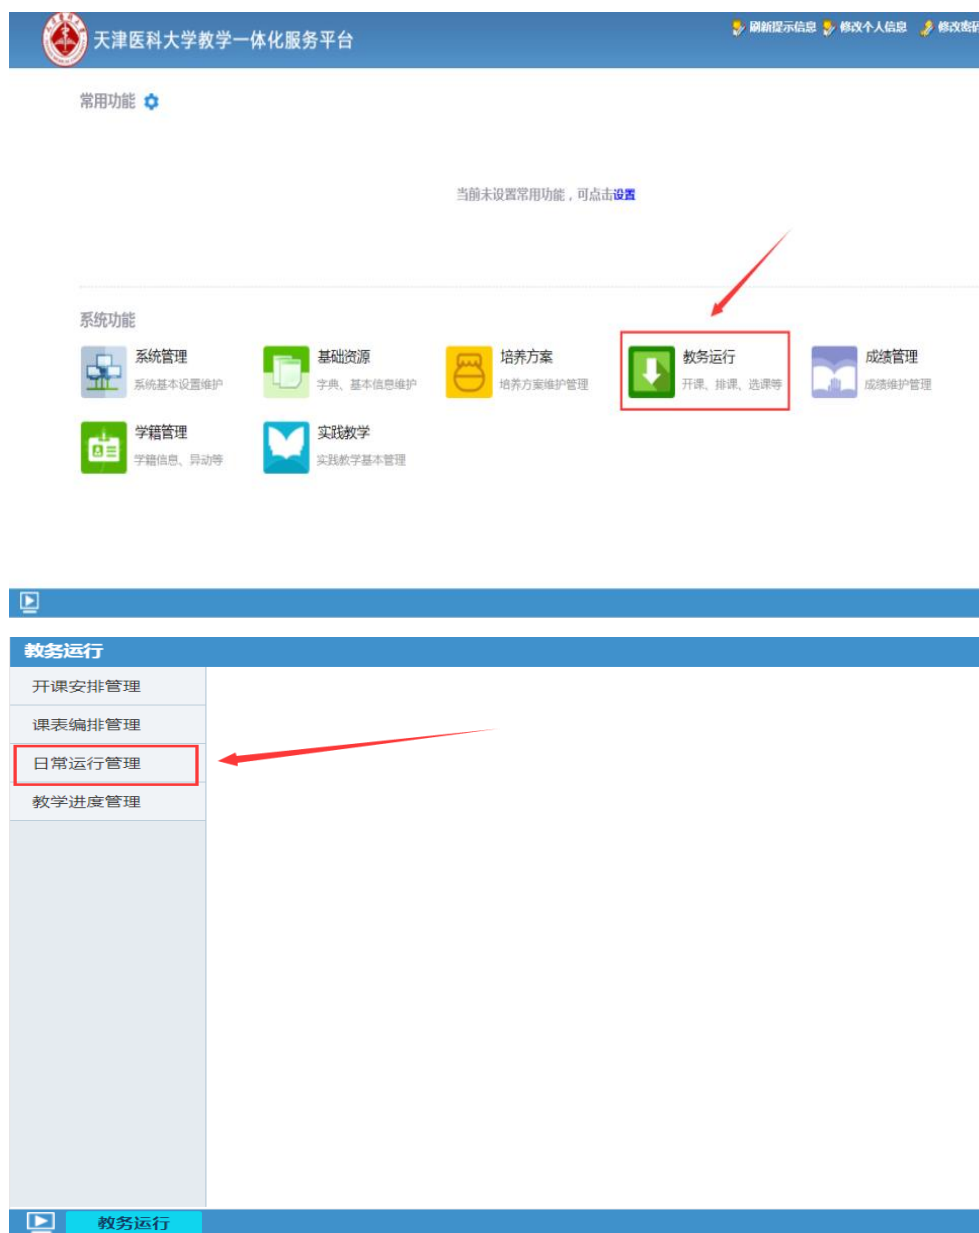 天津医科大学教学一体化服务平台
刷新提示信息 修改个人信息 修改密码
常用功能
当前未设置常用功能，可点击设置
系统功能
系统管理 基础资源 培养方案 教务运行 成绩管理
系统基本设置维护 字典、基本信息维护 培养方案维护管理 开课、排课、选课等 成绩维护管理
学籍管理 实践教学
学籍信息、异动等 实践教学基本管理
教务运行
开课安排管理
课表编排管理
日常运行管理
教学进度管理
教务运行